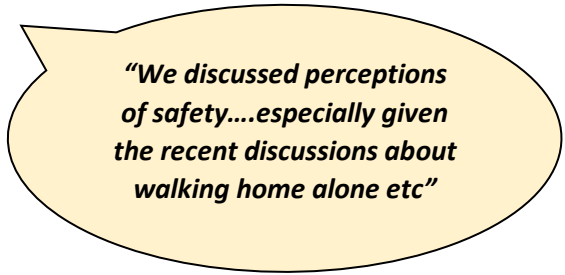 “We discussed perceptions
of safety….especially given
the recent discussions about
walking home alone etc”